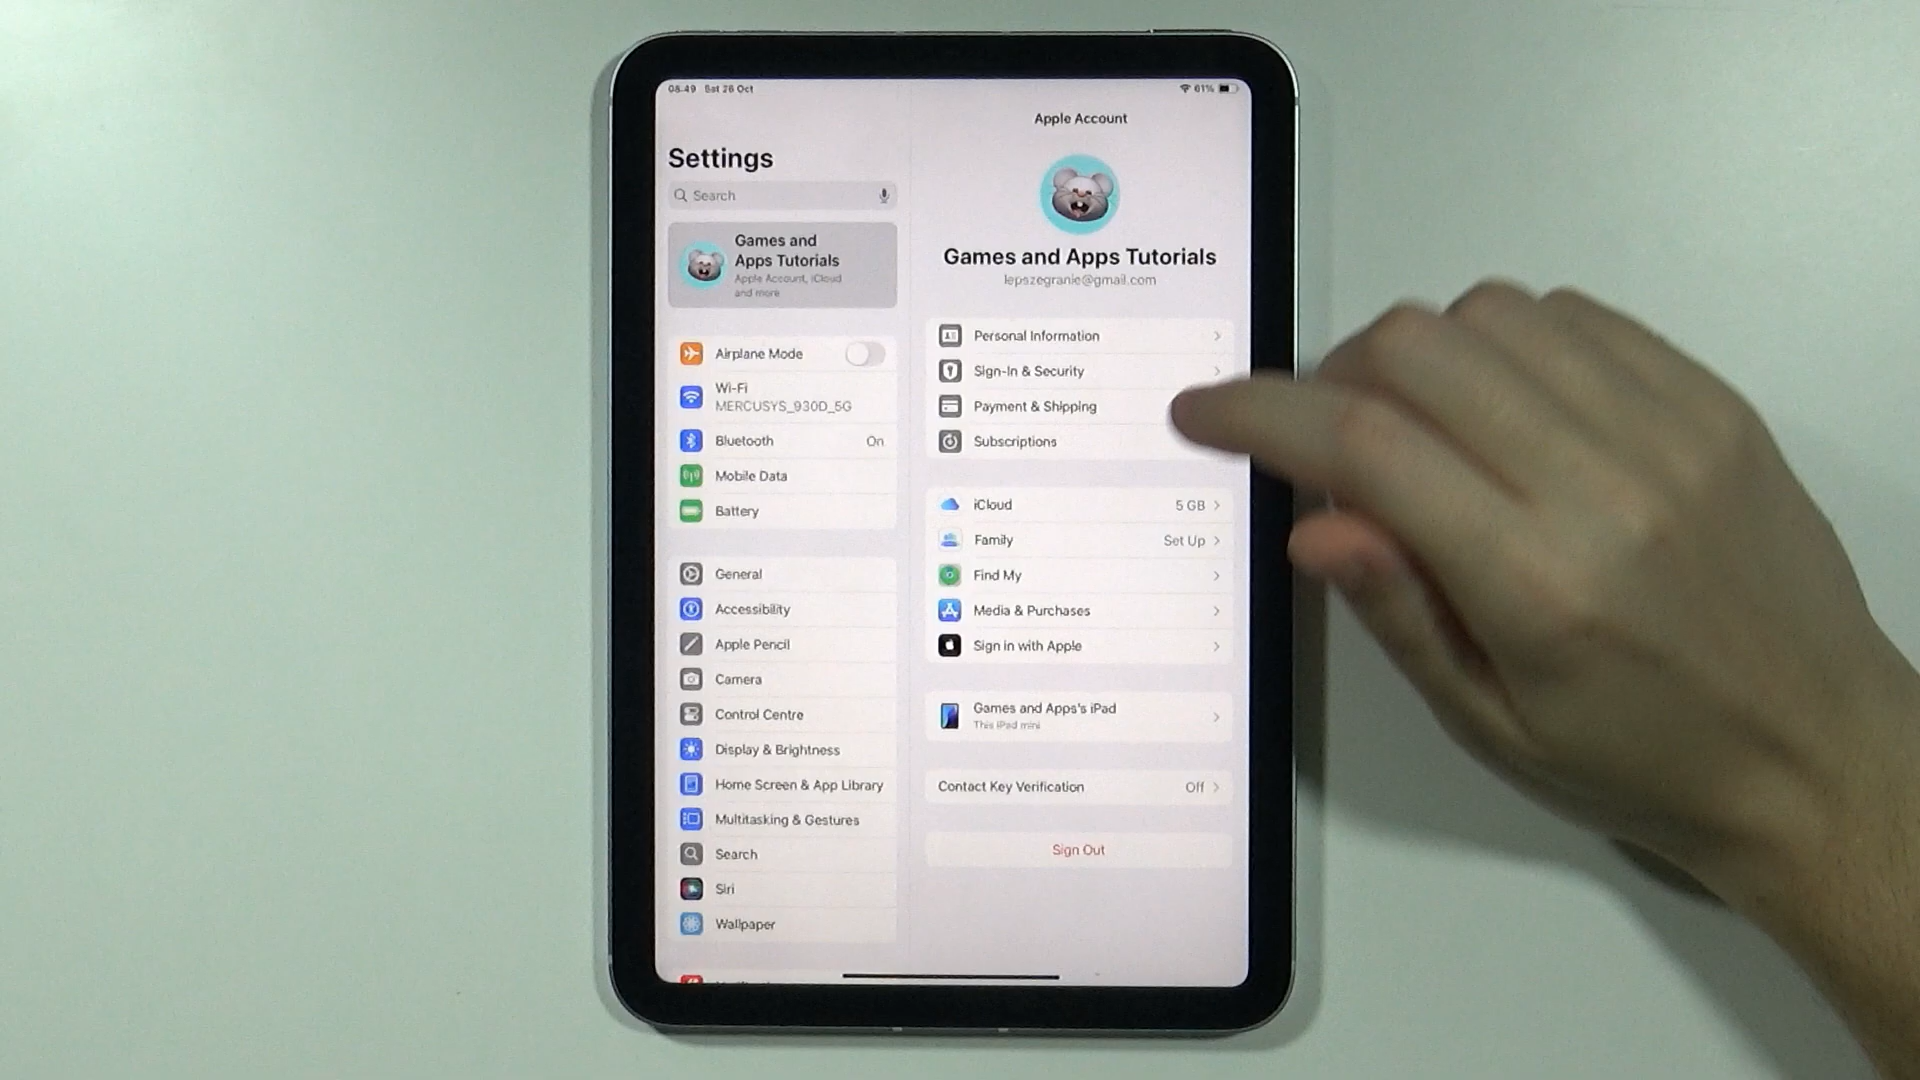 08:49 Sat 26 Oct
61%
Settings
Search
Games and
Apps Tutorials
Apple Account, iCloud
and more
Airplane Mode
Wi-Fi
MERCUSYS_930D_5G
Bluetooth On
Mobile Data
Battery
General
Accessibility
Apple Pencil
Camera
Control Centre
Display & Brightness
Home Screen & App Library
Multitasking & Gestures
Search
Siri
Wallpaper
Apple Account
Games and Apps Tutorials
lepszegranie@gmail.com
Personal Information
Sign-In & Security
Payment & Shipping
Subscriptions
iCloud 5 GB
Family Set Up
Find My
Media & Purchases
Sign in with Apple
Games and Apps's iPad
This iPad mini
Contact Key Verification Off
Sign Out